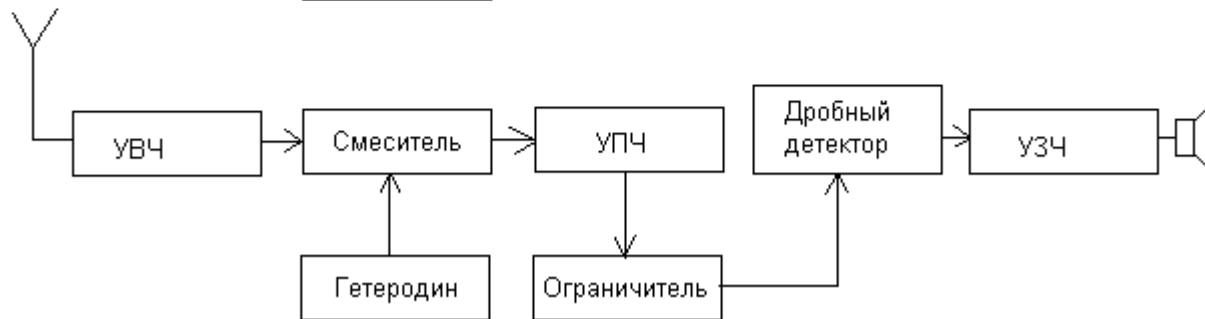 УВЧ
Смеситель
УПЧ
Дробный
детектор
УЗЧ
Гетеродин
Ограничитель